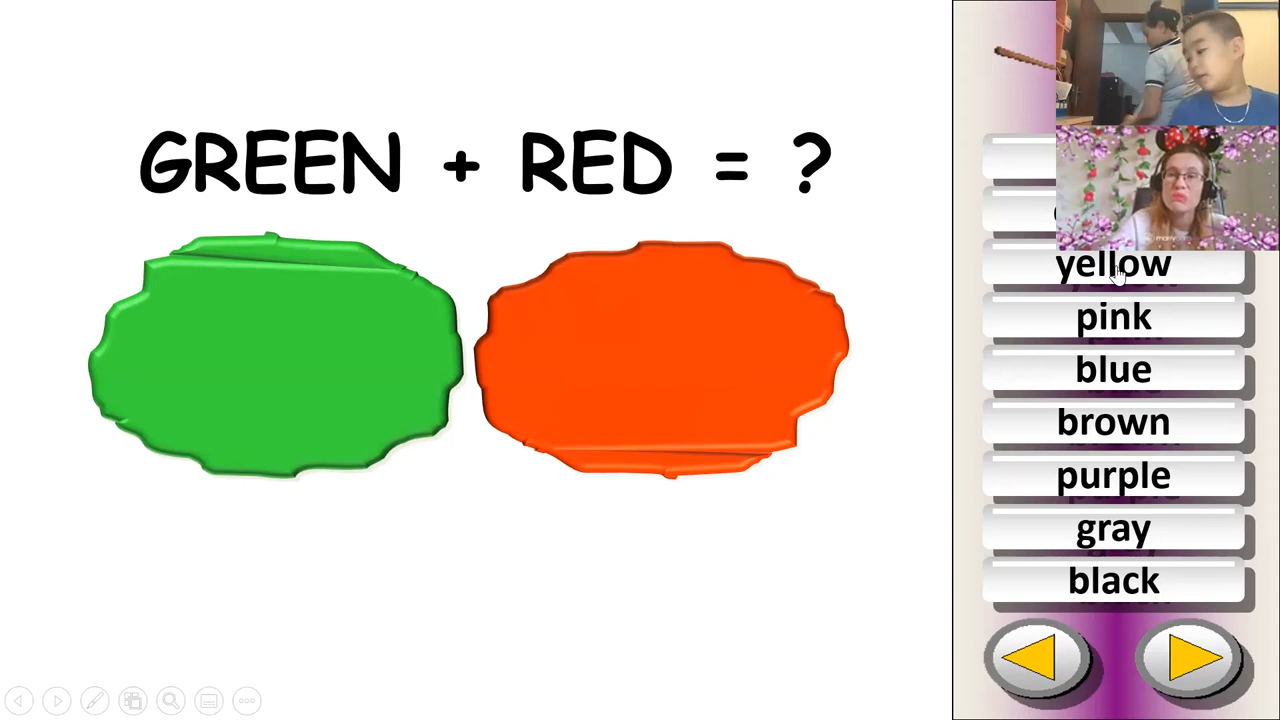 GREEN + RED = ?
yellow
pink
blue
brown
purple
gray
black